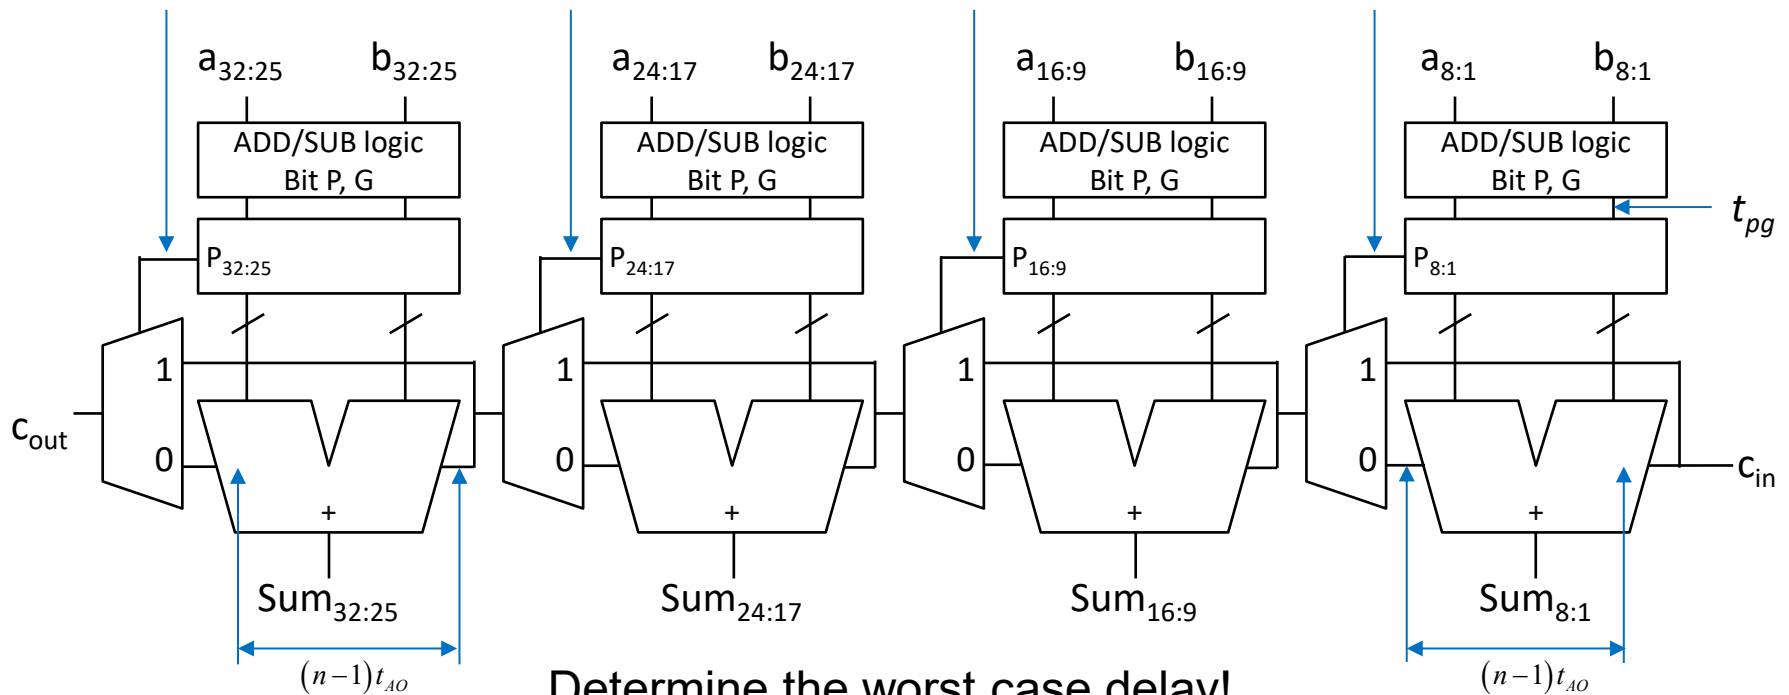 a32:25 b32:25 a24:17 b24:17 a16:9 b16:9 a8:1 b8:1
ADD/SUB logic ADD/SUB logic ADD/SUB logic ADD/SUB logic
Bit P, G Bit P, G Bit P, G Bit P, G
tpg
P32:25 P24:17 P16:9 P8:1
1 1 1 1
cout
0 0 0 0 cin
+ + + +
Sum32:25 Sum24:17 Sum16:9 Sum8:1
(n−1)tAO (n−1)tAO
Determine the worst case delay!